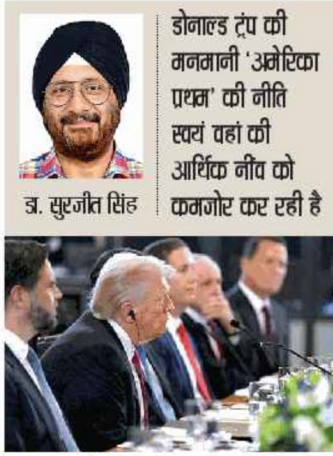 डोनाल्ड ट्रंप की
मनमानी ‘अमेरिका
प्रथम’ की नीति
स्वयं वहां की
आर्थिक नींव को
कमजोर कर रही है
डा. सुरजीत सिंह